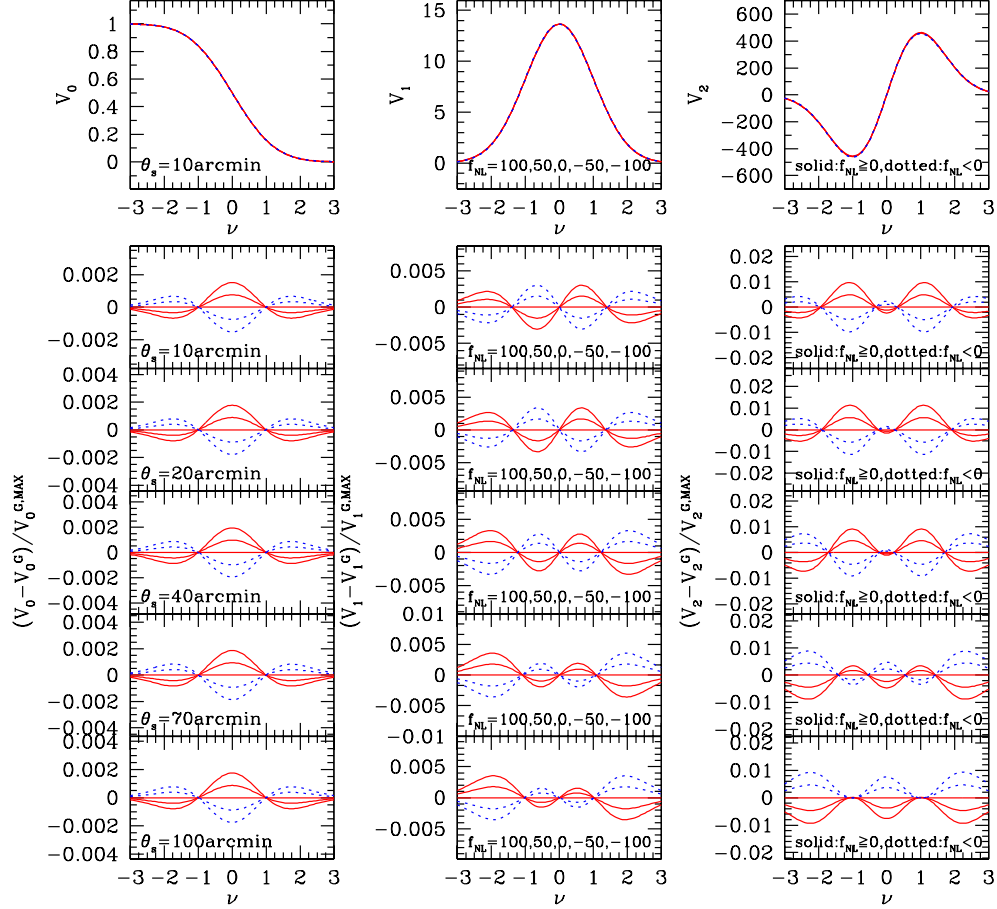 1
0.8
0.6
0.4
0.2
0
V0
θs=10arcmin
−3 −2 −1 0 1 2 3
ν
15
10
5
0
V1
fNL=100,50,0,−50,−100
−3 −2 −1 0 1 2 3
ν
600
400
200
0
−200
−400
−600
V2
solid:fNL≧0,dotted:fNL<0
−3 −2 −1 0 1 2 3
ν
(V0−V0G)/V0G,MAX
0.002
0
−0.002
θs=10arcmin
0.004
0.002
0
−0.002
−0.004
θs=20arcmin
0.004
0.002
0
−0.002
−0.004
θs=40arcmin
0.004
0.002
0
−0.002
−0.004
θs=70arcmin
0.004
0.002
0
−0.002
−0.004
θs=100arcmin
−3 −2 −1 0 1 2 3
ν
(V1−V1G)/V1G,MAX
0.005
0
−0.005
fNL=100,50,0,−50,−100
0.005
0
−0.005
fNL=100,50,0,−50,−100
0.005
0
−0.005
fNL=100,50,0,−50,−100
0.01
0.005
0
−0.005
−0.01
fNL=100,50,0,−50,−100
0.005
0
−0.005
fNL=100,50,0,−50,−100
−3 −2 −1 0 1 2 3
ν
(V2−V2G)/V2G,MAX
0.02
0.01
0
−0.01
−0.02
solid:fNL≧0,dotted:fNL<0
0.02
0.01
0
−0.01
−0.02
solid:fNL≧0,dotted:fNL<0
0.02
0.01
0
−0.01
−0.02
solid:fNL≧0,dotted:fNL<0
0.02
0.01
0
−0.01
−0.02
solid:fNL≧0,dotted:fNL<0
0.02
0.01
0
−0.01
−0.02
solid:fNL≧0,dotted:fNL<0
−3 −2 −1 0 1 2 3
ν